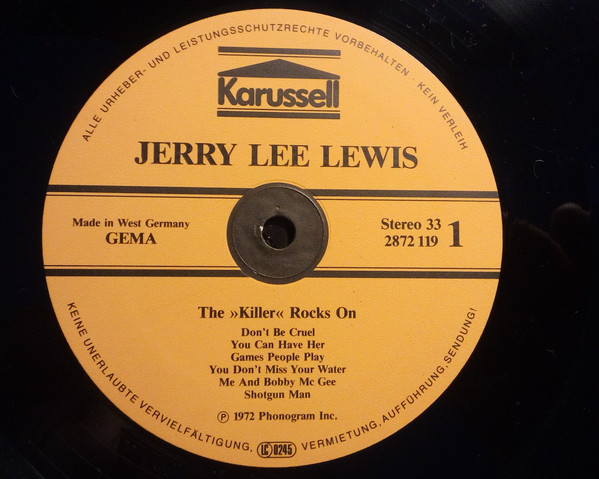 ALLE URHEBER- UND LEISTUNGSSCHUTZRECHTE VORBEHALTEN - KEIN VERLEIH
Karussell
JERRY LEE LEWIS
Made in West Germany
GEMA
Stereo 33
2872 119
1
The »Killer« Rocks On
Don't Be Cruel
You Can Have Her
Games People Play
You Don't Miss Your Water
Me And Bobby Mc Gee
Shotgun Man
Ⓟ 1972 Phonogram Inc.
KEINE UNERLAUBTE VERVIELFÄLTIGUNG, VERMIETUNG, AUFFÜHRUNG, SENDUNG!
LC 0245